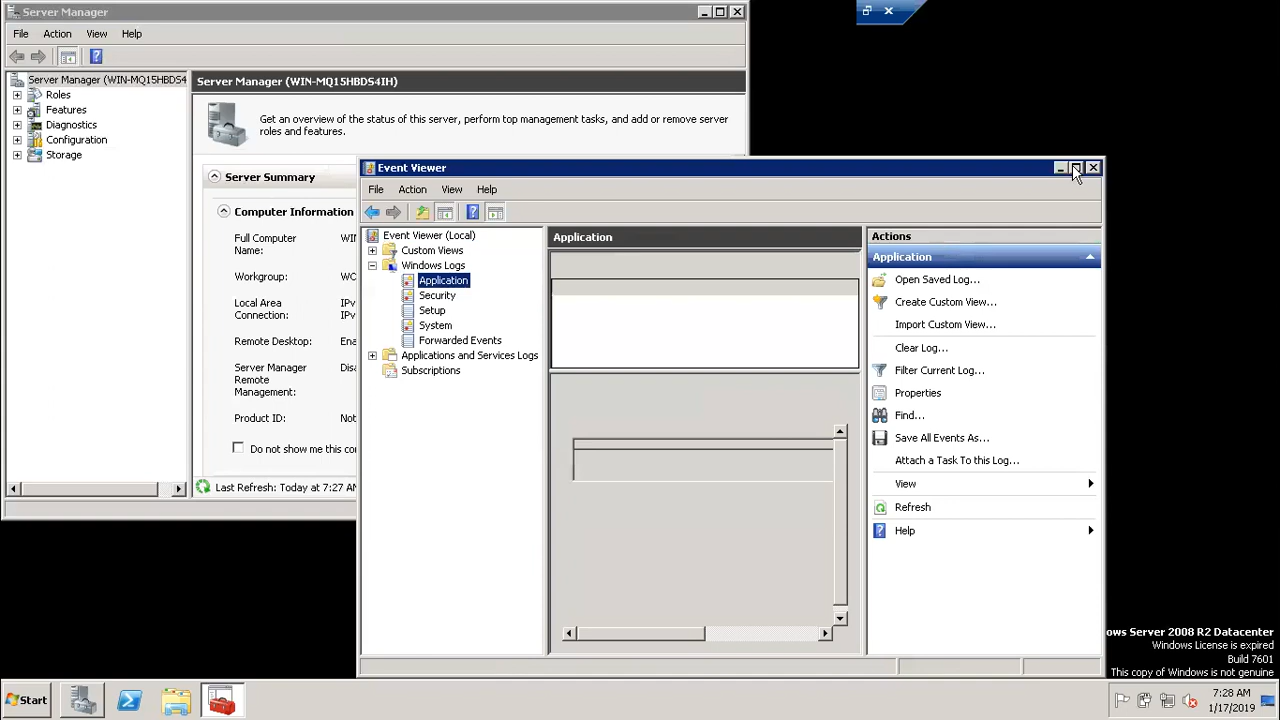 Server Manager
File Action View Help
Server Manager (WIN-MQ15HBDS4
Roles
Features
Diagnostics
Configuration
Storage
Server Manager (WIN-MQ15HBDS4IH)
Get an overview of the status of this server, perform top management tasks, and add or remove server
roles and features.
Server Summary
Computer Information
Full Computer WIN
Name:
Workgroup: WO
Local Area IPv
Connection: IPv
Remote Desktop: Ena
Server Manager Disa
Remote
Management:
Product ID: Not
Do not show me this co
Last Refresh: Today at 7:27 AM
Event Viewer
File Action View Help
Event Viewer (Local)
Custom Views
Windows Logs
Application
Security
Setup
System
Forwarded Events
Applications and Services Logs
Subscriptions
Application
Actions
Application
Open Saved Log...
Create Custom View...
Import Custom View...
Clear Log...
Filter Current Log...
Properties
Find...
Save All Events As...
Attach a Task To this Log...
View
Refresh
Help
ows Server 2008 R2 Datacenter
Windows License is expired
Build 7601
This copy of Windows is not genuine
Start
7:28 AM
1/17/2019